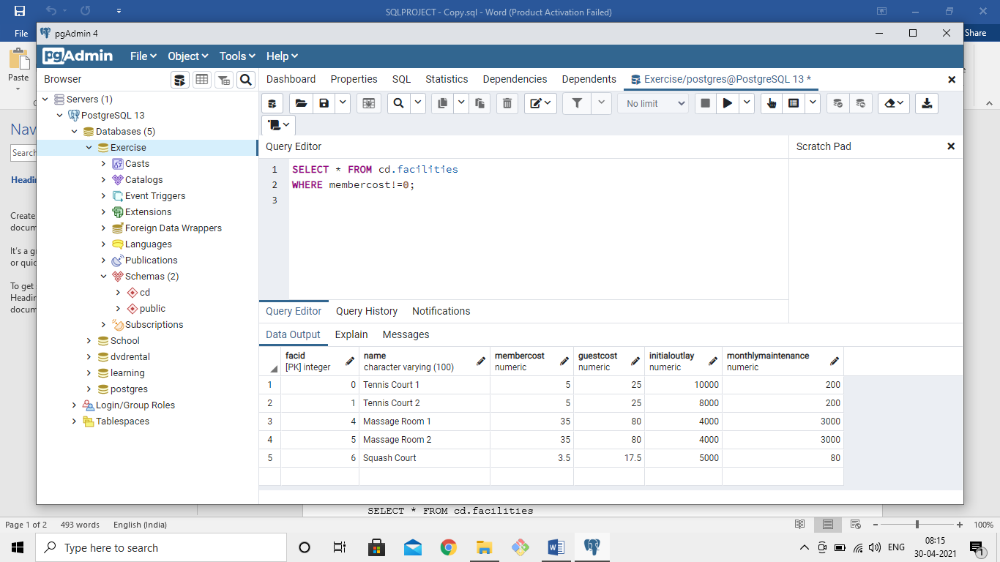 SQLPROJECT - Copy.sql - Word (Product Activation Failed)
File
Share
Paste
pgAdmin 4
pgAdmin
File Object Tools Help
Browser
Dashboard Properties SQL Statistics Dependencies Dependents Exercise/postgres@PostgreSQL 13 *
No limit
Servers (1)
PostgreSQL 13
Databases (5)
Exercise
Casts
Catalogs
Event Triggers
Extensions
Foreign Data Wrappers
Languages
Publications
Schemas (2)
cd
public
Subscriptions
School
dvdrental
learning
postgres
Login/Group Roles
Tablespaces
Nav
Search
Headi
Create
docum
It's a g
or quic
To get
Headin
docum
Query Editor
Scratch Pad
1 SELECT * FROM cd.facilities
2 WHERE membercost!=0;
3
Query Editor Query History Notifications
Data Output Explain Messages
facid name membercost guestcost initialoutlay monthlymaintenance
[PK] integer character varying (100) numeric numeric numeric numeric
1 0 Tennis Court 1 5 25 10000 200
2 1 Tennis Court 2 5 25 8000 200
3 4 Massage Room 1 35 80 4000 3000
4 5 Massage Room 2 35 80 4000 3000
5 6 Squash Court 3.5 17.5 5000 80
SELECT * FROM cd.facilities
Page 1 of 2 493 words English (India)
100%
Type here to search
ENG
08:15
30-04-2021
1